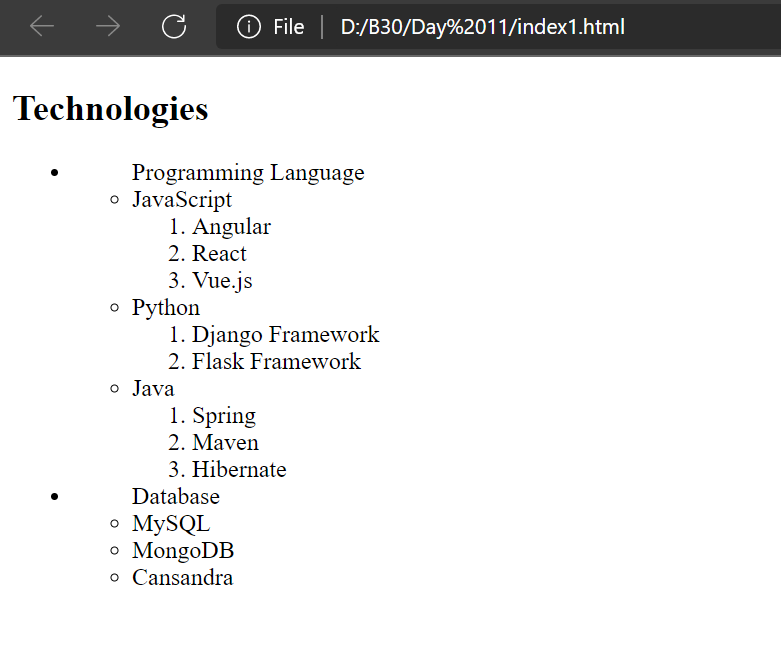 File | D:/B30/Day%2011/index1.html
Technologies
• Programming Language
○ JavaScript
1. Angular
2. React
3. Vue.js
○ Python
1. Django Framework
2. Flask Framework
○ Java
1. Spring
2. Maven
3. Hibernate
• Database
○ MySQL
○ MongoDB
○ Cansandra